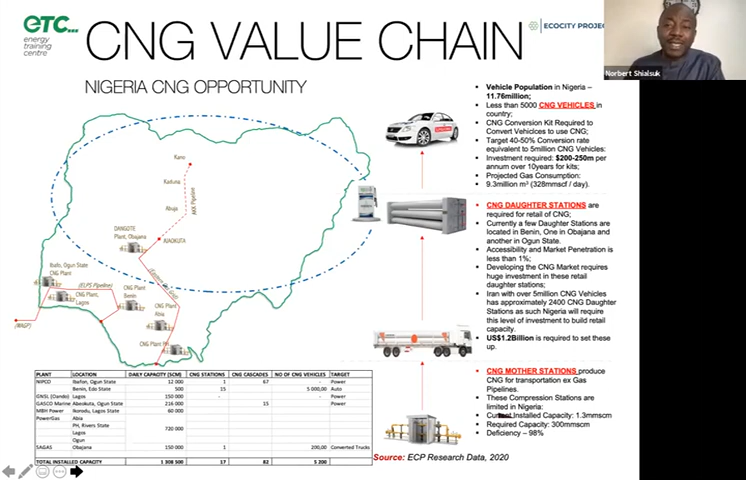 eTC...
energy
training
centre
CNG VALUE CHAIN
ECOCITY PROJEC
Norbert Shialsuk
NIGERIA CNG OPPORTUNITY
Kano
Kaduna
Abuja
AKK Pipeline
DANGOTE
Plant, Obajana
AJAOKUTA
Ibafo, Ogun State
CNG Plant
(ELPS Pipeline)
CNG Plant,
Lagos
CNG Plant
Benin
CNG Plant
Abia
CNG Plant PH
(WAGP)
• Vehicle Population in Nigeria –
11.76million;
• Less than 5000 CNG VEHICLES in
country;
• CNG Conversion Kit Required to
Convert Vehiclces to use CNG;
• Target 40-50% Conversion rate
equivalent to 5million CNG Vehicles:
• Investment required: $200-250m per
annum over 10years for kits;
• Projected Gas Consumption:
• 9.3million m³ (328mmscf / day).
• CNG DAUGHTER STATIONS are
required for retail of CNG;
• Currently a few Daughter Stations are
located in Benin, One in Obajana and
another in Ogun State.
• Accessibility and Market Penetration is
less than 1%;
• Developing the CNG Market requires
huge investment in these retail
daughter stations;
• Iran with over 5million CNG Vehicles
has approximately 2400 CNG Daughter
Stations as such Nigeria will require
this level of investment to build retail
capacity.
• US$1.2Billion is required to set these
up.
• CNG MOTHER STATIONS produce
CNG for transportation ex Gas
Pipelines.
• These Compression Stations are
limited in Nigeria:
• Current Installed Capacity: 1.3mmscm
• Required Capacity: 300mmscm
• Deficiency – 98%
PLANT LOCATION DAILY CAPACITY (SCM) CNG STATIONS CNG CASCADES NO OF CNG VEHICLES TARGET
NIPCO Ibefon, Ogun State 12 000 1 67 - Power
Benin, Edo State 500 15 5 000,00 Auto
GNSL (Oando) Lagos 150 000 - - Power
GASCO Marine Abeokuta, Ogun State 216 000 15 Power
MBH Power Ikorodu, Lagos State 60 000
PowerGas Abia
PH, Rivers State 720 000
Lagos
Ogun
SAGAS Obajana 150 000 1 200,00 Converted Trucks
TOTAL INSTALLED CAPACITY 1 308 500 17 82 5 200
Source: ECP Research Data, 2020